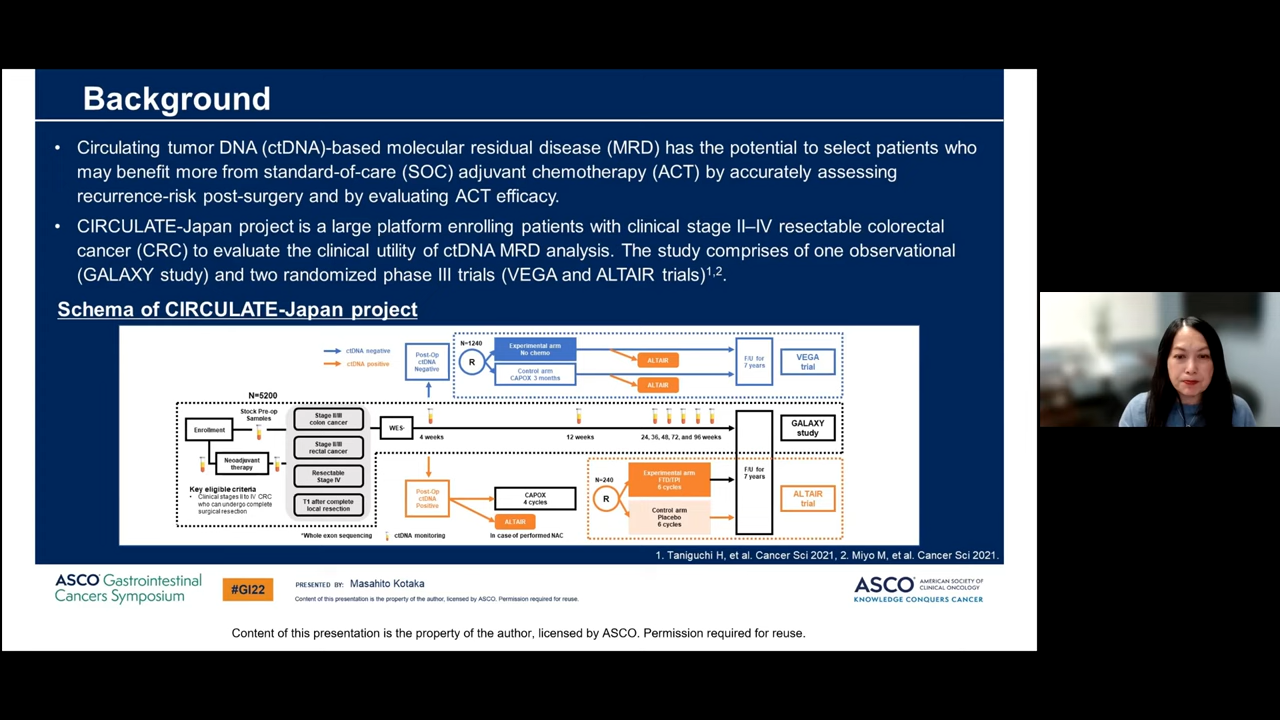 Background
• Circulating tumor DNA (ctDNA)-based molecular residual disease (MRD) has the potential to select patients who
may benefit more from standard-of-care (SOC) adjuvant chemotherapy (ACT) by accurately assessing
recurrence-risk post-surgery and by evaluating ACT efficacy.
• CIRCULATE-Japan project is a large platform enrolling patients with clinical stage II–IV resectable colorectal
cancer (CRC) to evaluate the clinical utility of ctDNA MRD analysis. The study comprises of one observational
(GALAXY study) and two randomized phase III trials (VEGA and ALTAIR trials)1,2.
Schema of CIRCULATE-Japan project
ctDNA negative
ctDNA positive
Post-Op
ctDNA
Negative
N=1240
R
Experimental arm
No chemo
Control arm
CAPOX 3 months
ALTAIR
ALTAIR
F/U for
7 years
VEGA
trial
N=5200
Stock Pre-op
Samples
Enrollment
Neoadjuvant
therapy
Key eligible criteria
• Clinical stages II to IV CRC
who can undergo complete
surgical resection
Stage II/III
colon cancer
Stage II/III
rectal cancer
Resectable
Stage IV
T1 after complete
local resection
WES*
4 weeks
12 weeks
24, 36, 48, 72, and 96 weeks
F/U for
7 years
GALAXY
study
Post-Op
ctDNA
Positive
CAPOX
4 cycles
ALTAIR
In case of performed NAC
N=240
R
Experimental arm
FTD/TPI
6 cycles
Control arm
Placebo
6 cycles
ALTAIR
trial
*Whole exon sequencing
ctDNA monitoring
1. Taniguchi H, et al. Cancer Sci 2021, 2. Miyo M, et al. Cancer Sci 2021.
ASCO Gastrointestinal
Cancers Symposium
#GI22
PRESENTED BY: Masahito Kotaka
Content of this presentation is the property of the author, licensed by ASCO. Permission required for reuse.
ASCO AMERICAN SOCIETY OF
CLINICAL ONCOLOGY
KNOWLEDGE CONQUERS CANCER
Content of this presentation is the property of the author, licensed by ASCO. Permission required for reuse.